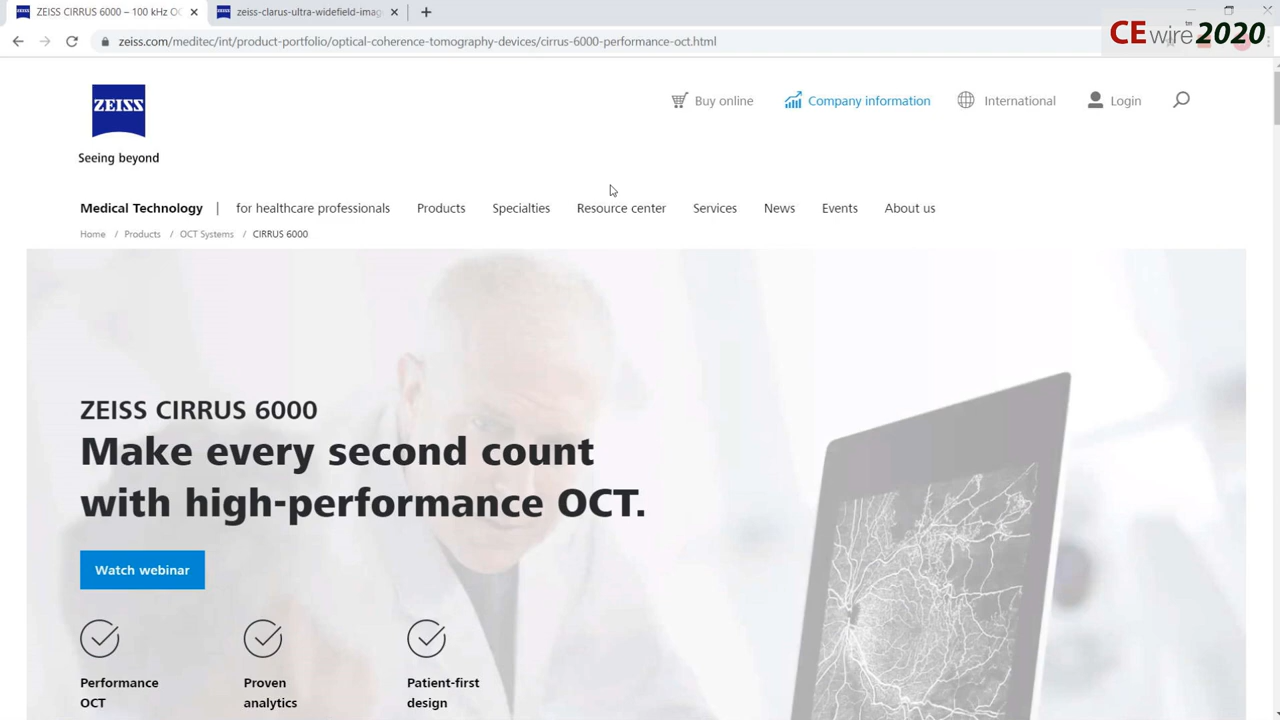 ZEISS CIRRUS 6000 – 100 kHz OC
zeiss-clarus-ultra-widefield-imag
zeiss.com/meditec/int/product-portfolio/optical-coherence-tomography-devices/cirrus-6000-performance-oct.html
CEwire™2020
ZEISS
Seeing beyond
Buy online
Company information
International
Login
Medical Technology | for healthcare professionals Products Specialties Resource center Services News Events About us
Home / Products / OCT Systems / CIRRUS 6000
ZEISS CIRRUS 6000
Make every second count
with high-performance OCT.
Watch webinar
Performance
OCT
Proven
analytics
Patient-first
design